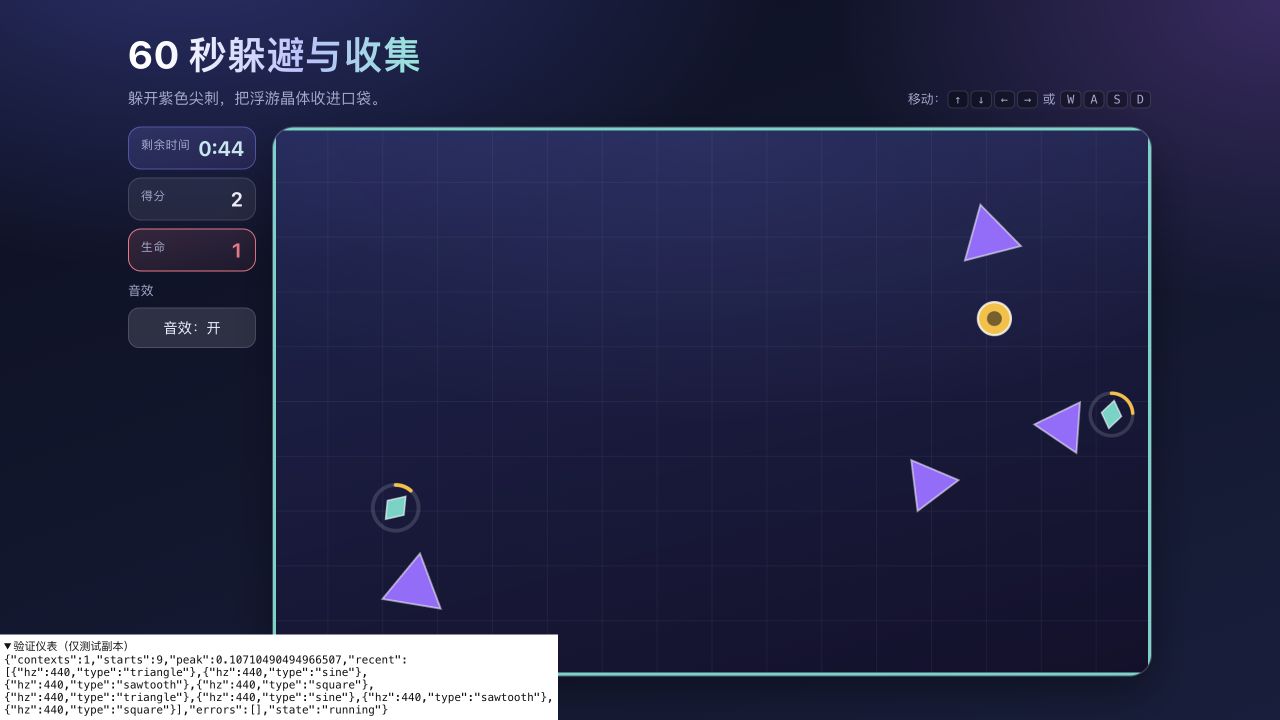 60 秒躲避与收集
躲开紫色尖刺，把浮游晶体收进口袋。
移动： ↑ ↓ ← → 或 W A S D
剩余时间 0:44
得分 2
生命 1
音效
音效：开
▼验证仪表（仅测试副本）
{"contexts":1,"starts":9,"peak":0.10710490494966507,"recent":
[{"hz":440,"type":"triangle"},{"hz":440,"type":"sine"},
{"hz":440,"type":"sawtooth"},{"hz":440,"type":"square"},
{"hz":440,"type":"triangle"},{"hz":440,"type":"sine"},{"hz":440,"type":"sawtooth"},
{"hz":440,"type":"square"}],"errors":[],"state":"running"}